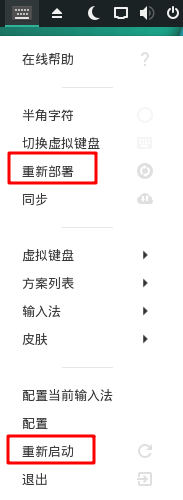 在线帮助
半角字符
切换虚拟键盘
重新部署
同步
虚拟键盘
方案列表
输入法
皮肤
配置当前输入法
配置
重新启动
退出